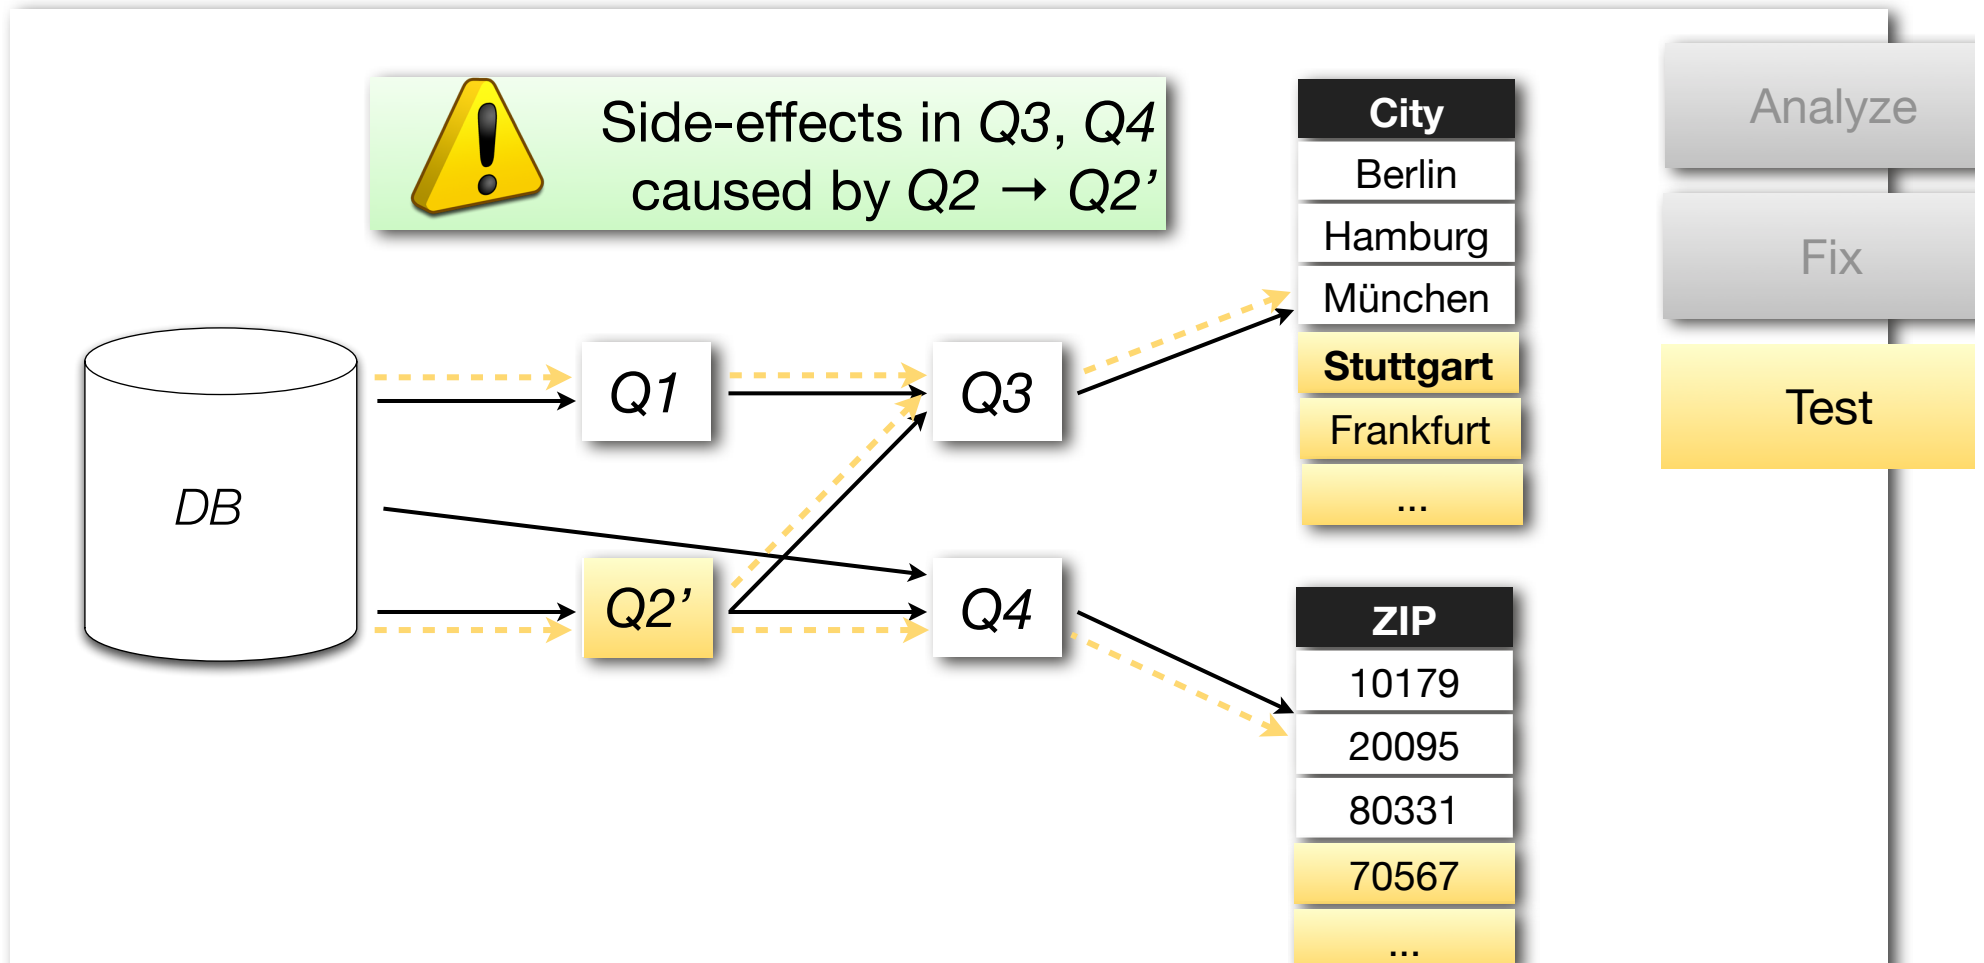 Side-effects in Q3, Q4
caused by Q2 → Q2’
City
Berlin
Hamburg
München
Stuttgart
Frankfurt
...
Analyze
Fix
Test
DB
Q1
Q3
Q2’
Q4
ZIP
10179
20095
80331
70567
...